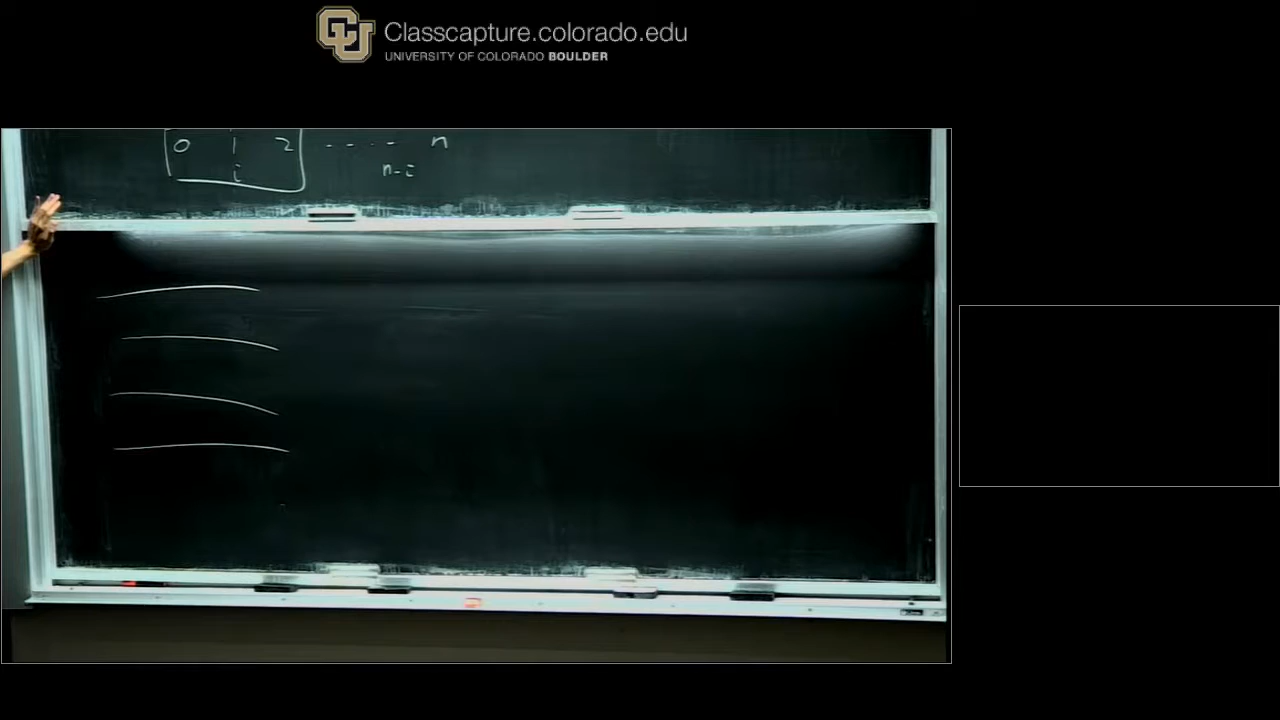 Classcapture.colorado.edu
UNIVERSITY OF COLORADO BOULDER
0 1 2 - - - - n
i n-i